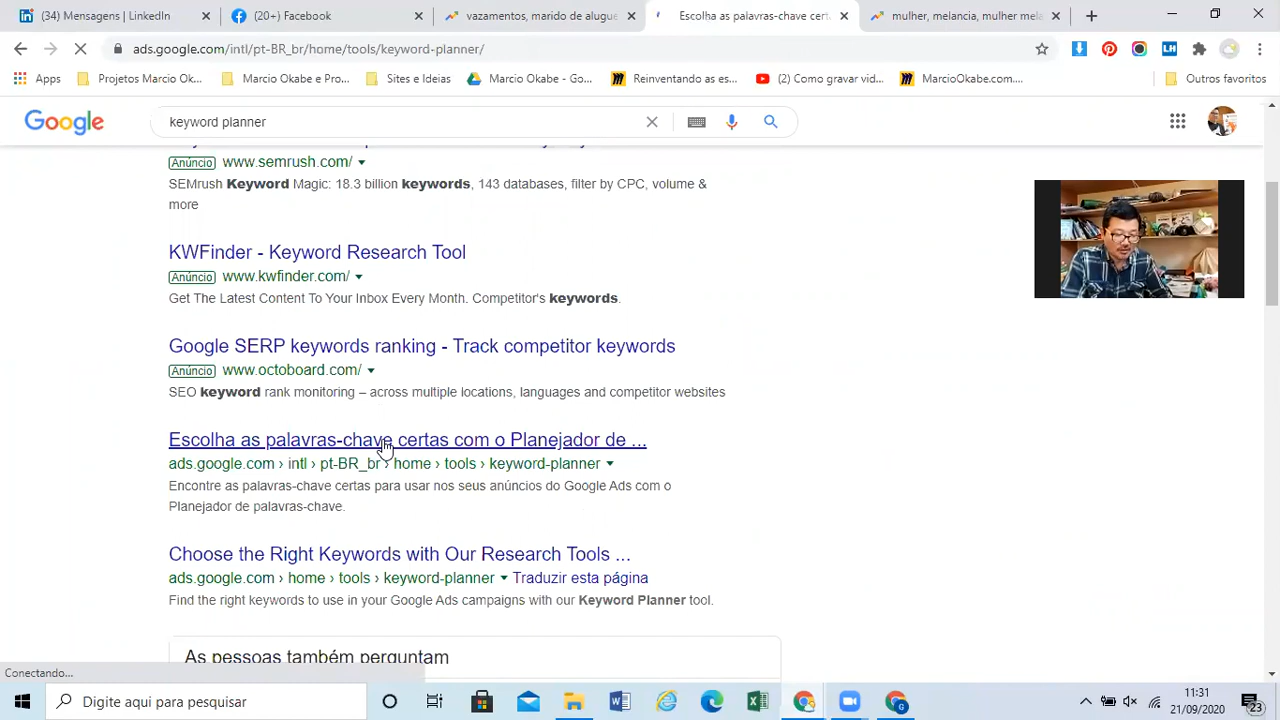 (34) Mensagens | LinkedIn
(20+) Facebook
vazamentos, marido de alugue
Escolha as palavras-chave cert
mulher, melancia, mulher mela
ads.google.com/intl/pt-BR_br/home/tools/keyword-planner/
Apps
Projetos Marcio Ok...
Marcio Okabe e Pro...
Sites e Ideias
Marcio Okabe - Go...
Reinventando as es...
(2) Como gravar vid...
MarcioOkabe.com....
Outros favoritos
Google
keyword planner
Anúncio www.semrush.com/
SEMrush Keyword Magic: 18.3 billion keywords, 143 databases, filter by CPC, volume &
more
KWFinder - Keyword Research Tool
Anúncio www.kwfinder.com/
Get The Latest Content To Your Inbox Every Month. Competitor's keywords.
Google SERP keywords ranking - Track competitor keywords
Anúncio www.octoboard.com/
SEO keyword rank monitoring – across multiple locations, languages and competitor websites
Escolha as palavras-chave certas com o Planejador de ...
ads.google.com › intl › pt-BR_br › home › tools › keyword-planner
Encontre as palavras-chave certas para usar nos seus anúncios do Google Ads com o
Planejador de palavras-chave.
Choose the Right Keywords with Our Research Tools ...
ads.google.com › home › tools › keyword-planner Traduzir esta página
Find the right keywords to use in your Google Ads campaigns with our Keyword Planner tool.
As pessoas também perguntam
Conectando...
Digite aqui para pesquisar
11:31
21/09/2020
23